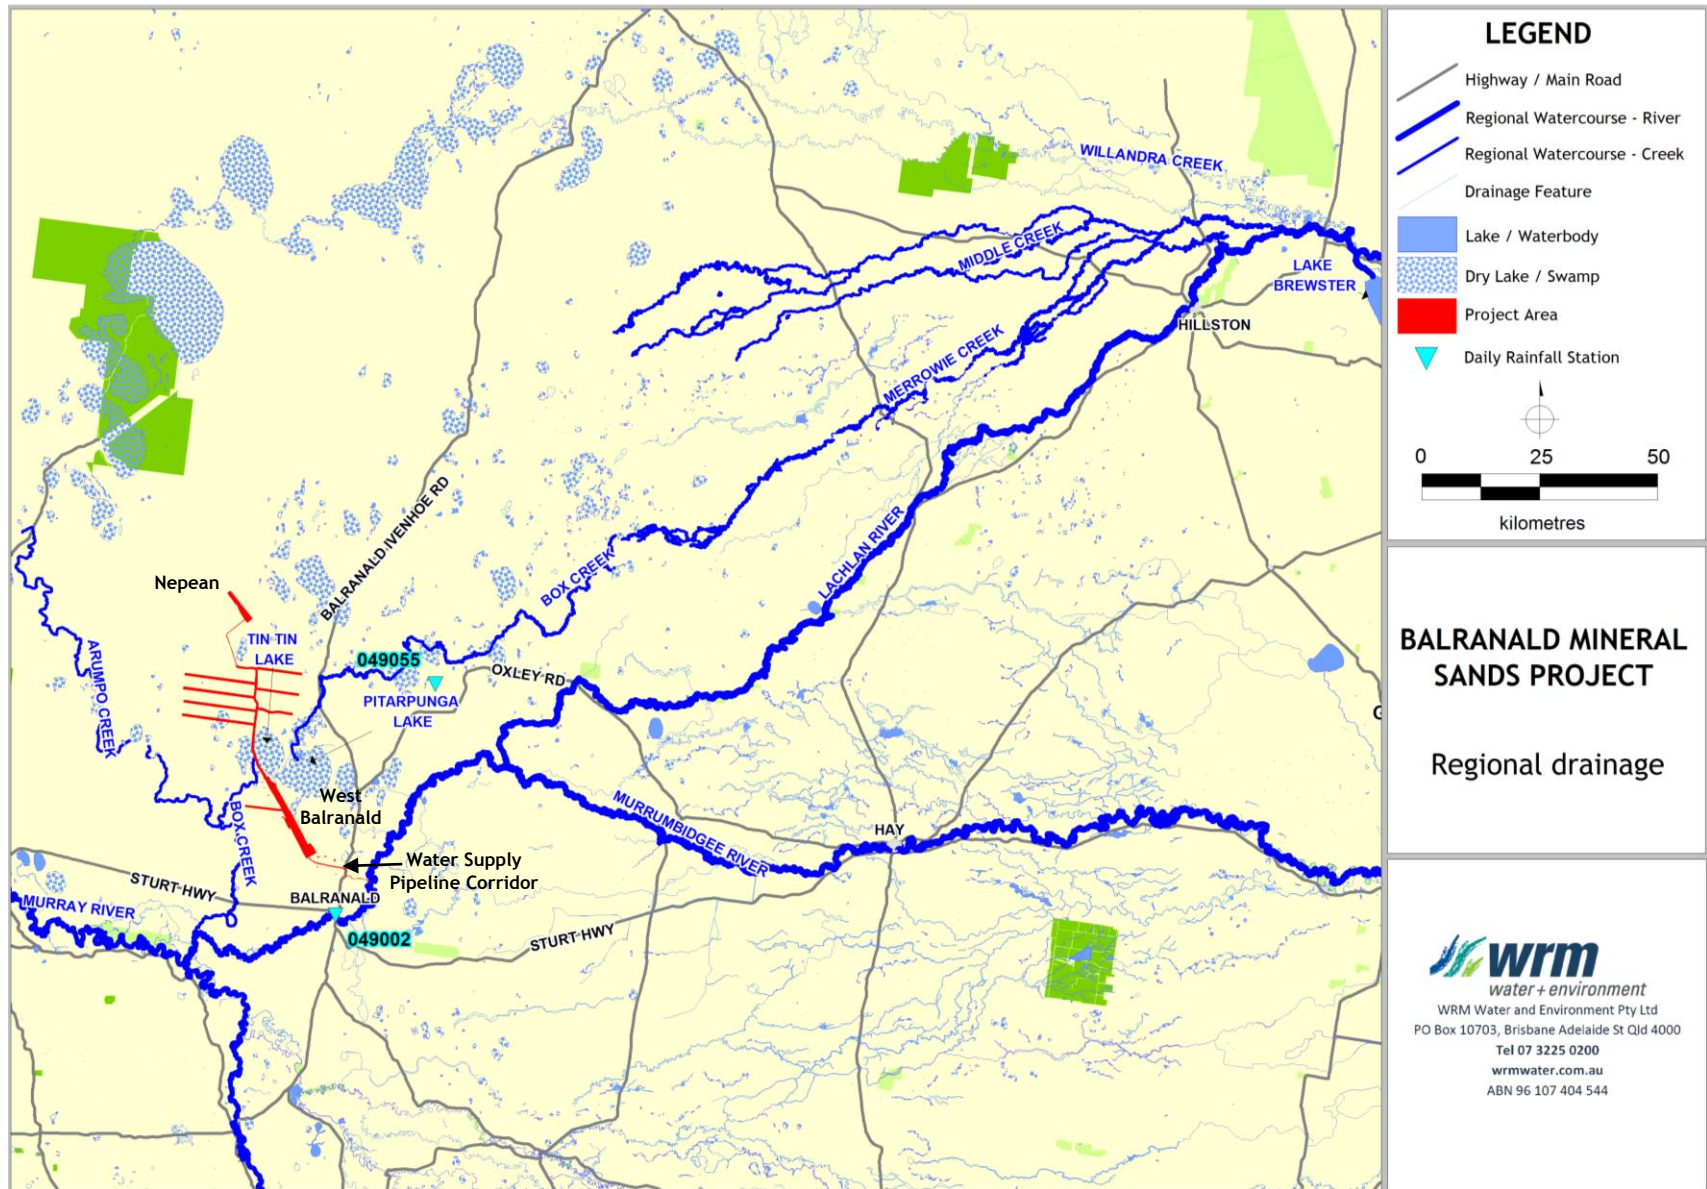 WILLANDRA CREEK
MIDDLE CREEK
LAKE
BREWSTER
HILLSTON
MERROWIE CREEK
BALRANALD IVENHOE RD
LACHLAN RIVER
BOX CREEK
Nepean
TIN TIN
LAKE
ARUMPO CREEK
049055
OXLEY RD
PITARPUNGA
LAKE
G
West
Balranald
MURRUMBIDGEE RIVER
HAY
BOX CREEK
Water Supply
Pipeline Corridor
STURT HWY
BALRANALD
MURRAY RIVER
049002
STURT HWY
LEGEND
Highway / Main Road
Regional Watercourse - River
Regional Watercourse - Creek
Drainage Feature
Lake / Waterbody
Dry Lake / Swamp
Project Area
Daily Rainfall Station
0 25 50
kilometres
BALRANALD MINERAL
SANDS PROJECT
Regional drainage
wrm
water + environment
WRM Water and Environment Pty Ltd
PO Box 10703, Brisbane Adelaide St Qld 4000
Tel 07 3225 0200
wrmwater.com.au
ABN 96 107 404 544